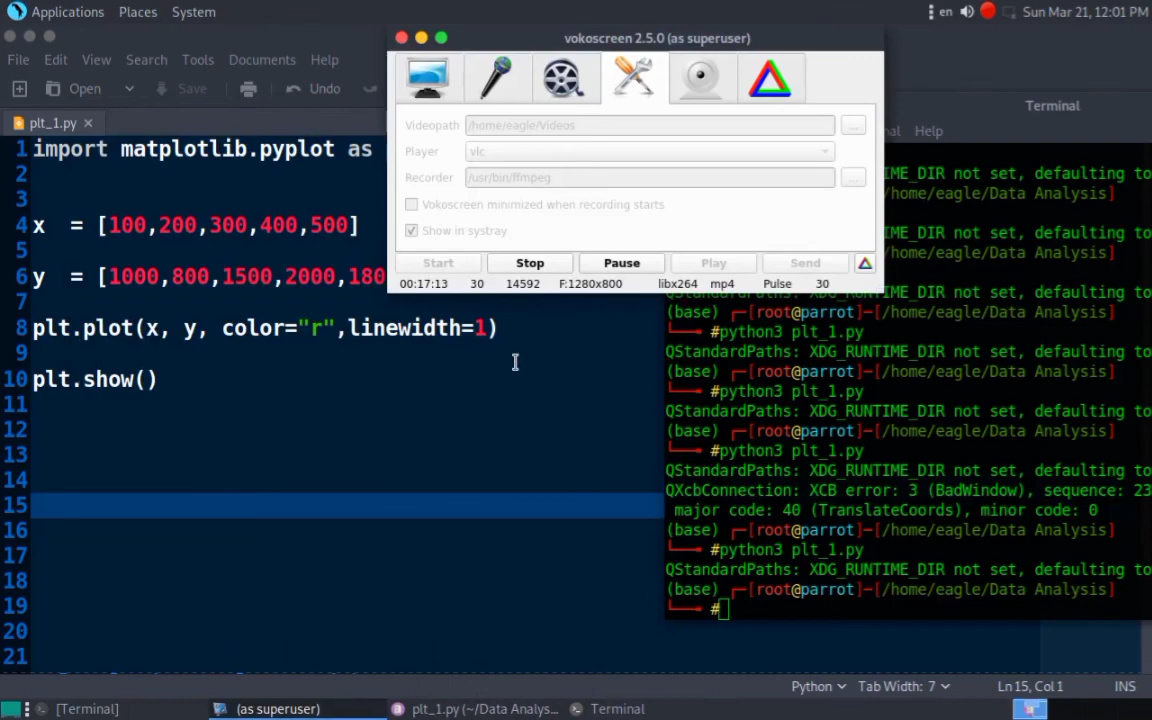 Applications Places System
en Sun Mar 21, 12:01 PM
File Edit View Search Tools Documents Help
Open Save Undo
plt_1.py ×
1 import matplotlib.pyplot as
2
3
4 x = [100,200,300,400,500]
5
6 y = [1000,800,1500,2000,180
7
8 plt.plot(x, y, color="r",linewidth=1)
9
10 plt.show()
11
12
13
14
15
16
17
18
19
20
21
vokoscreen 2.5.0 (as superuser)
Videopath /home/eagle/Videos ...
Player vlc
Recorder /usr/bin/ffmpeg ...
Vokoscreen minimized when recording starts
Show in systray
Start Stop Pause Play Send
00:17:13 30 14592 F:1280x800 libx264 mp4 Pulse 30
Terminal
Help
_RUNTIME_DIR not set, defaulting to
/home/eagle/Data Analysis]
_RUNTIME_DIR not set, defaulting to
/home/eagle/Data Analysis]
QStandardPaths: XDG_RUNTIME_DIR not set, defaulting to
(base) ┌─[root@parrot]─[/home/eagle/Data Analysis]
└──╼ #python3 plt_1.py
QStandardPaths: XDG_RUNTIME_DIR not set, defaulting to
(base) ┌─[root@parrot]─[/home/eagle/Data Analysis]
└──╼ #python3 plt_1.py
QStandardPaths: XDG_RUNTIME_DIR not set, defaulting to
(base) ┌─[root@parrot]─[/home/eagle/Data Analysis]
└──╼ #python3 plt_1.py
QStandardPaths: XDG_RUNTIME_DIR not set, defaulting to
QXcbConnection: XCB error: 3 (BadWindow), sequence: 23
major code: 40 (TranslateCoords), minor code: 0
(base) ┌─[root@parrot]─[/home/eagle/Data Analysis]
└──╼ #python3 plt_1.py
QStandardPaths: XDG_RUNTIME_DIR not set, defaulting to
(base) ┌─[root@parrot]─[/home/eagle/Data Analysis]
└──╼ #
Python Tab Width: 7 Ln 15, Col 1 INS
[Terminal] (as superuser) plt_1.py (~/Data Analys... Terminal